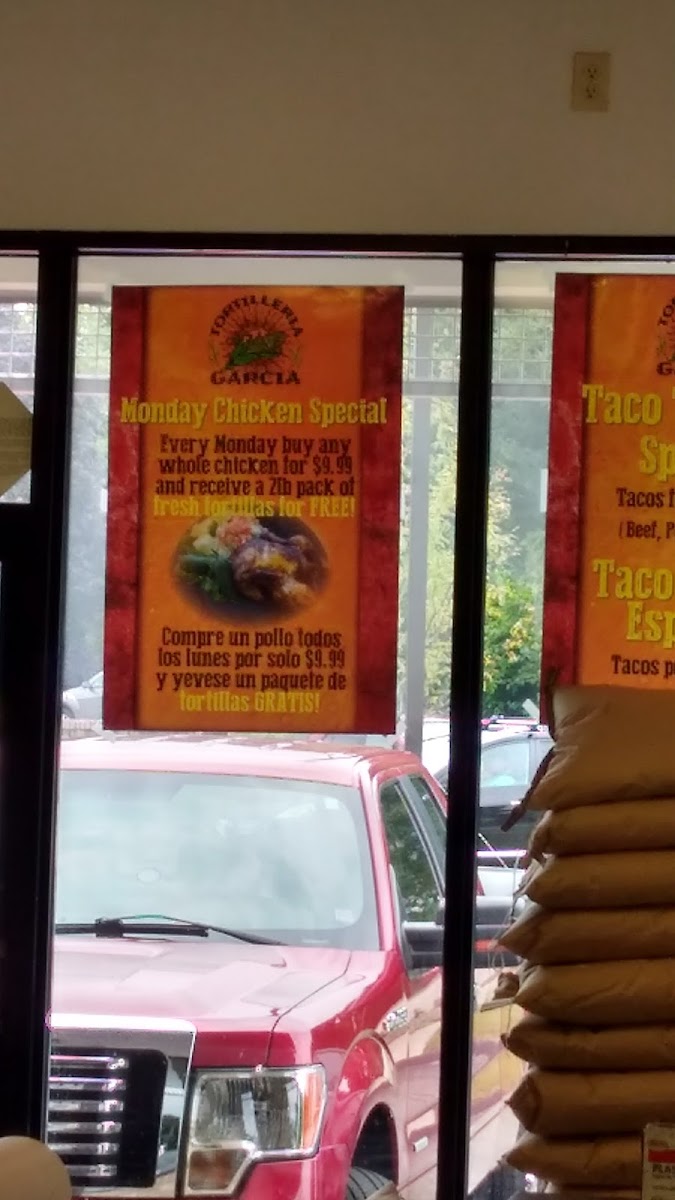 TORTILLERIA
GARCIA
Monday Chicken Special
Every Monday buy any
whole chicken for $9.99
and receive a 2lb pack of
fresh tortillas for FREE!
Compre un pollo todos
los lunes por solo $9.99
y yevese un paquete de
tortillas GRATIS!
TO
G
Taco
Sp
Tacos
(Beef, P
Taco
Esp
Tacos p
PLA